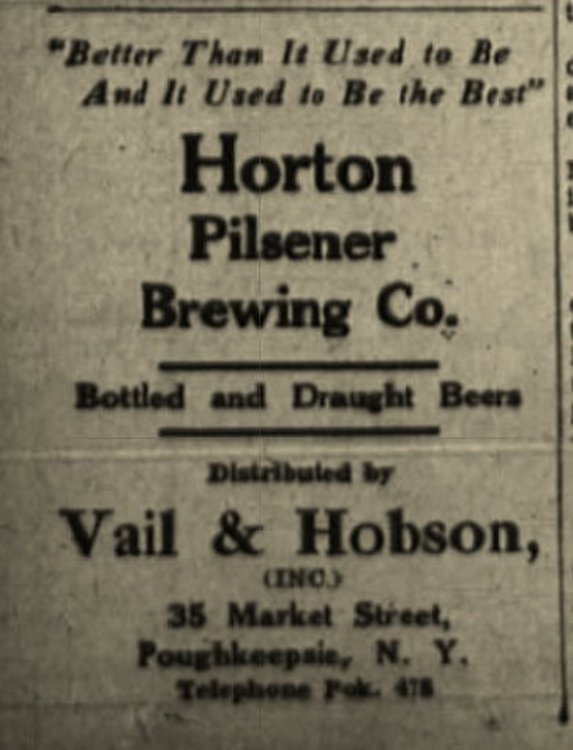 "Better Than It Used to Be
And It Used to Be the Best"
Horton
Pilsener
Brewing Co.
Bottled and Draught Beers
Distributed by
Vail & Hobson,
(INC.)
35 Market Street,
Poughkeepsie, N. Y.
Telephone Pok. 478